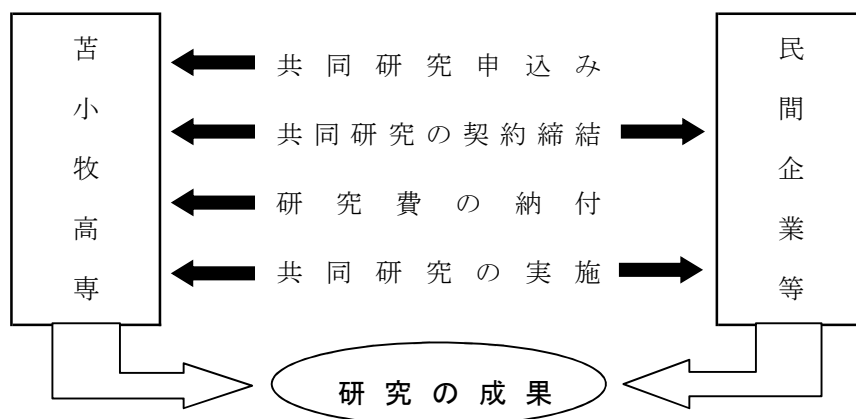 苫小牧高専
共同研究申込み
共同研究の契約締結
研究費の納付
共同研究の実施
民間企業等
研究の成果